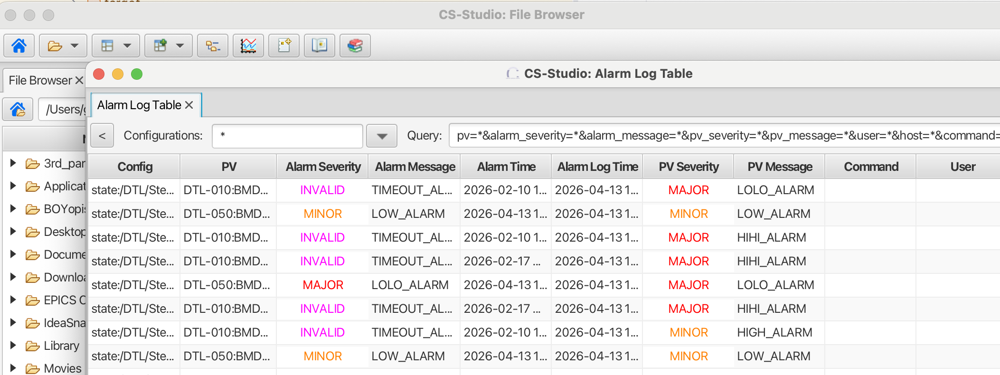 CS-Studio: File Browser
File Browser
CS-Studio: Alarm Log Table
Alarm Log Table
/Users/
< Configurations: * Query: pv=*&alarm_severity=*&alarm_message=*&pv_severity=*&pv_message=*&user=*&host=*&command=
Config PV Alarm Severity Alarm Message Alarm Time Alarm Log Time PV Severity PV Message Command User
3rd_par
state:/DTL/Ste... DTL-010:BMD... INVALID TIMEOUT_AL... 2026-02-10 1... 2026-04-13 1... MAJOR LOLO_ALARM
Applicat
state:/DTL/Ste... DTL-050:BMD... MINOR LOW_ALARM 2026-04-13 1... 2026-04-13 1... MINOR LOW_ALARM
BOYopi
Desktop
state:/DTL/Ste... DTL-010:BMD... INVALID TIMEOUT_AL... 2026-02-10 1... 2026-04-13 1... MAJOR HIHI_ALARM
Docume
state:/DTL/Ste... DTL-010:BMD... INVALID TIMEOUT_AL... 2026-02-17 ... 2026-04-13 1... MAJOR HIHI_ALARM
Downloa
state:/DTL/Ste... DTL-050:BMD... MAJOR LOLO_ALARM 2026-04-13 1... 2026-04-13 1... MAJOR LOLO_ALARM
EPICS
state:/DTL/Ste... DTL-010:BMD... INVALID TIMEOUT_AL... 2026-02-17 ... 2026-04-13 1... MAJOR HIHI_ALARM
IdeaSna
state:/DTL/Ste... DTL-010:BMD... INVALID TIMEOUT_AL... 2026-02-10 1... 2026-04-13 1... MINOR HIGH_ALARM
Library
state:/DTL/Ste... DTL-050:BMD... MINOR LOW_ALARM 2026-04-13 1... 2026-04-13 1... MINOR LOW_ALARM
Movies